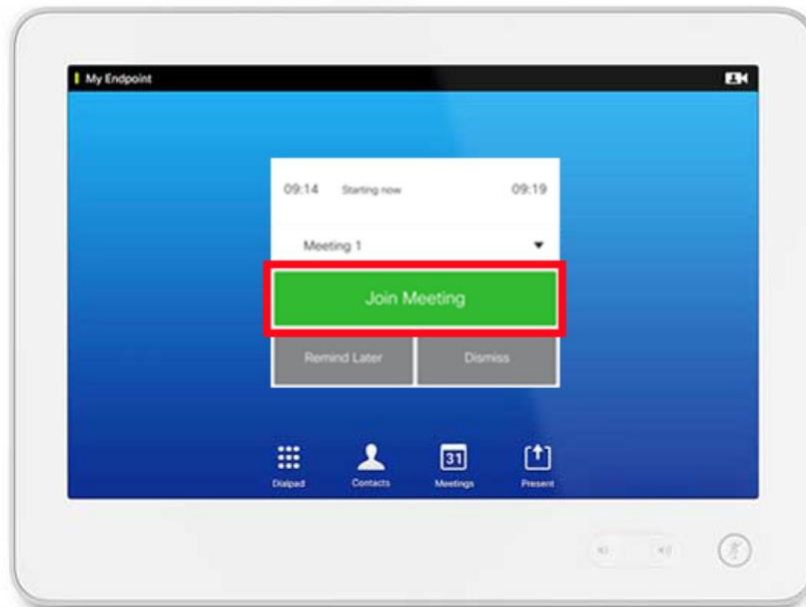 My Endpoint
09:14 Starting now 09:19
Meeting 1
Join Meeting
Remind Later Dismiss
31
Dialpad Contacts Meetings Present